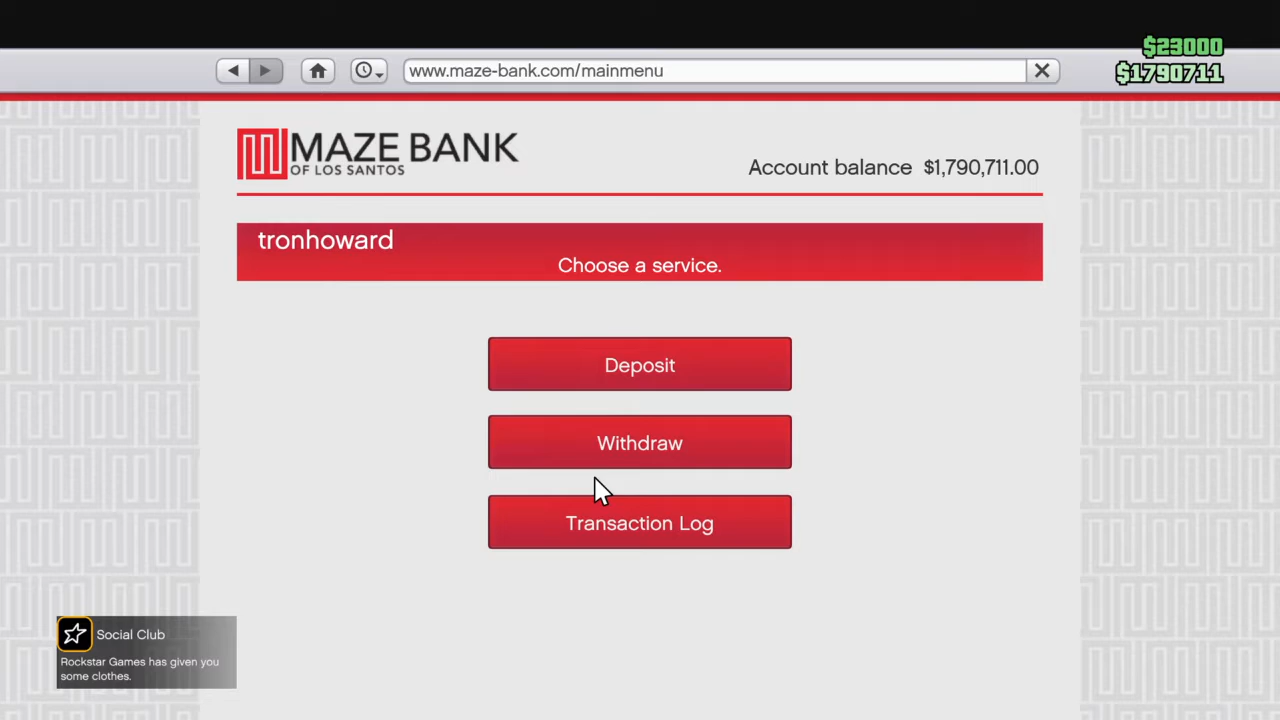 $23000
www.maze-bank.com/mainmenu
$1790711
MAZE BANK
OF LOS SANTOS
Account balance $1,790,711.00
tronhoward
Choose a service.
Deposit
Withdraw
Transaction Log
Social Club
Rockstar Games has given you
some clothes.